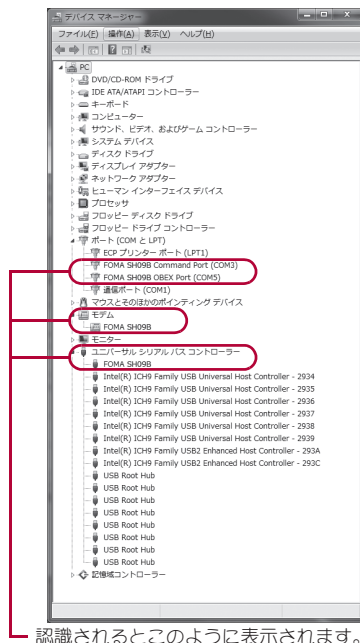 デバイス マネージャー
ファイル(F) 操作(A) 表示(V) ヘルプ(H)
PC
DVD/CD-ROM ドライブ
IDE ATA/ATAPI コントローラー
キーボード
コンピューター
サウンド、ビデオ、およびゲーム コントローラー
システム デバイス
ディスク ドライブ
ディスプレイ アダプター
ネットワーク アダプター
ヒューマン インターフェイス デバイス
プロセッサ
フロッピー ディスク ドライブ
フロッピー ドライブ コントローラー
ポート (COM と LPT)
ECP プリンター ポート (LPT1)
FOMA SH09B Command Port (COM3)
FOMA SH09B OBEX Port (COM5)
通信ポート (COM1)
マウスとそのほかのポインティング デバイス
モデム
FOMA SH09B
モニター
ユニバーサル シリアル バス コントローラー
FOMA SH09B
Intel(R) ICH9 Family USB Universal Host Controller - 2934
Intel(R) ICH9 Family USB Universal Host Controller - 2935
Intel(R) ICH9 Family USB Universal Host Controller - 2936
Intel(R) ICH9 Family USB Universal Host Controller - 2937
Intel(R) ICH9 Family USB Universal Host Controller - 2938
Intel(R) ICH9 Family USB Universal Host Controller - 2939
Intel(R) ICH9 Family USB2 Enhanced Host Controller - 293A
Intel(R) ICH9 Family USB2 Enhanced Host Controller - 293C
USB Root Hub
USB Root Hub
USB Root Hub
USB Root Hub
USB Root Hub
USB Root Hub
USB Root Hub
USB Root Hub
記憶域コントローラー
認識されるとこのように表示されます。